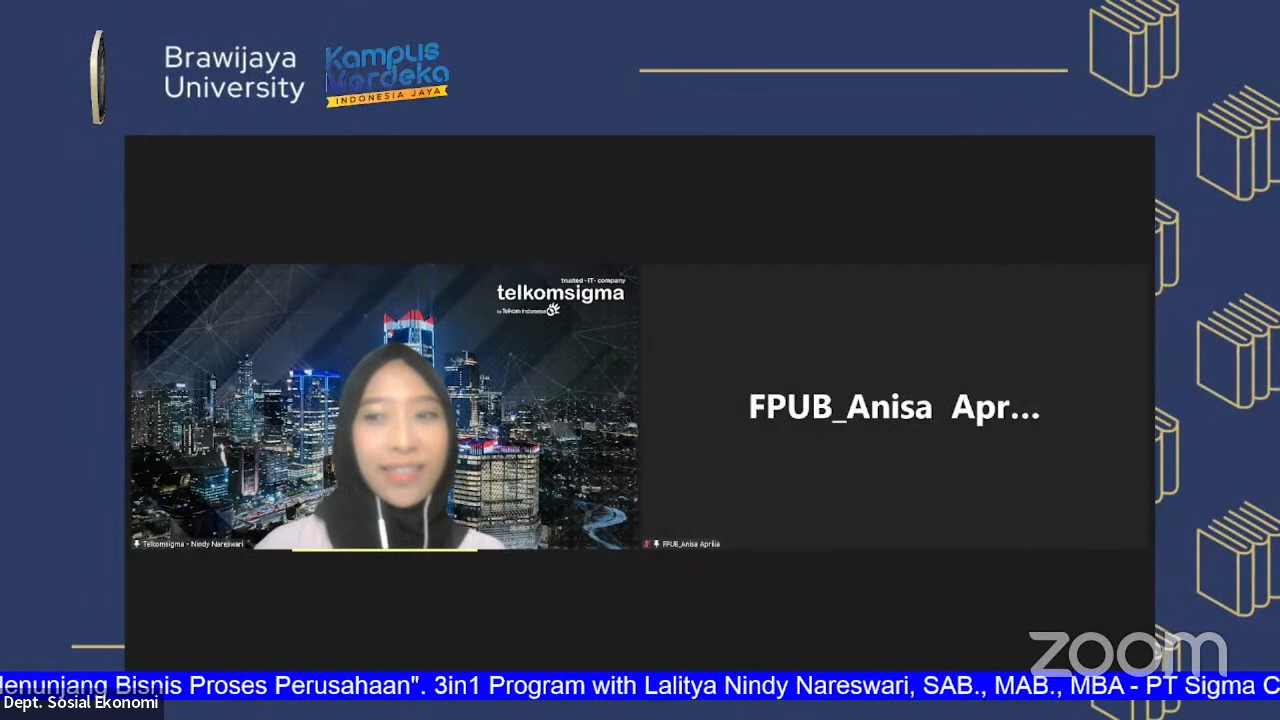 Brawijaya
University
Kampus
Merdeka
INDONESIA JAYA
trusted - IT - company
telkomsigma
by Telkom Indonesia
FPUB_Anisa Apr...
Telkomsigma - Nindy Nareswari
FPUB_Anisa Aprilia
zoom
Menunjang Bisnis Proses Perusahaan". 3in1 Program with Lalitya Nindy Nareswari, SAB., MAB., MBA - PT Sigma C
Dept. Sosial Ekonomi